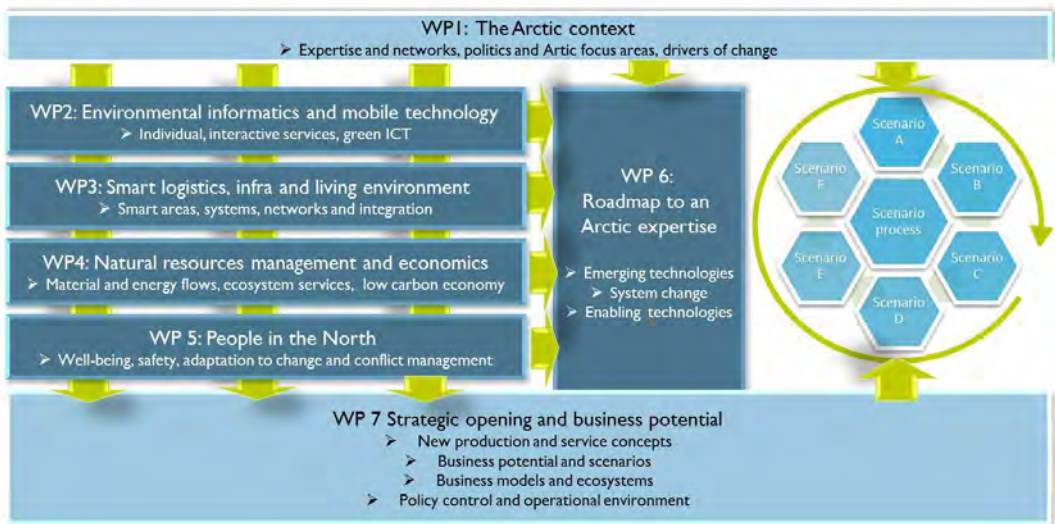 WP1: The Arctic context
➢ Expertise and networks, politics and Artic focus areas, drivers of change
WP2: Environmental informatics and mobile technology
➢ Individual, interactive services, green ICT
WP3: Smart logistics, infra and living environment
➢ Smart areas, systems, networks and integration
WP4: Natural resources management and economics
➢ Material and energy flows, ecosystem services, low carbon economy
WP 5: People in the North
➢ Well-being, safety, adaptation to change and conflict management
WP 6:
Roadmap to an
Arctic expertise
➢ Emerging technologies
➢ System change
➢ Enabling technologies
Scenario
A
Scenario
B
Scenario
C
Scenario
D
Scenario
E
Scenario
F
Scenario
process
WP 7 Strategic opening and business potential
➢ New production and service concepts
➢ Business potential and scenarios
➢ Business models and ecosystems
➢ Policy control and operational environment